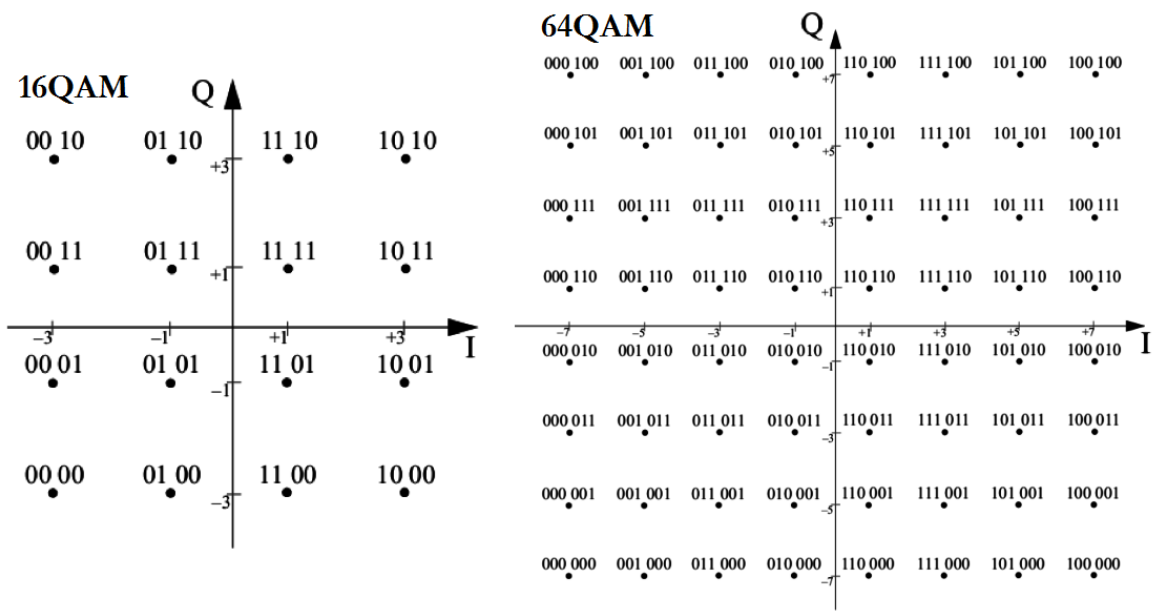 16QAM
Q
00 10 01 10 11 10 10 10
+3
00 11 01 11 11 11 10 11
+1
−3 −1 +1 +3
I
00 01 01 01 11 01 10 01
−1
00 00 01 00 11 00 10 00
−3
64QAM
Q
000 100 001 100 011 100 010 100 110 100 111 100 101 100 100 100
+7
000 101 001 101 011 101 010 101 110 101 111 101 101 101 100 101
+5
000 111 001 111 011 111 010 111 110 111 111 111 101 111 100 111
+3
000 110 001 110 011 110 010 110 110 110 111 110 101 110 100 110
+1
−7 −5 −3 −1 +1 +3 +5 +7
I
000 010 001 010 011 010 010 010 110 010 111 010 101 010 100 010
−1
000 011 001 011 011 011 010 011 110 011 111 011 101 011 100 011
−3
000 001 001 001 011 001 010 001 110 001 111 001 101 001 100 001
−5
000 000 001 000 011 000 010 000 110 000 111 000 101 000 100 000
−7